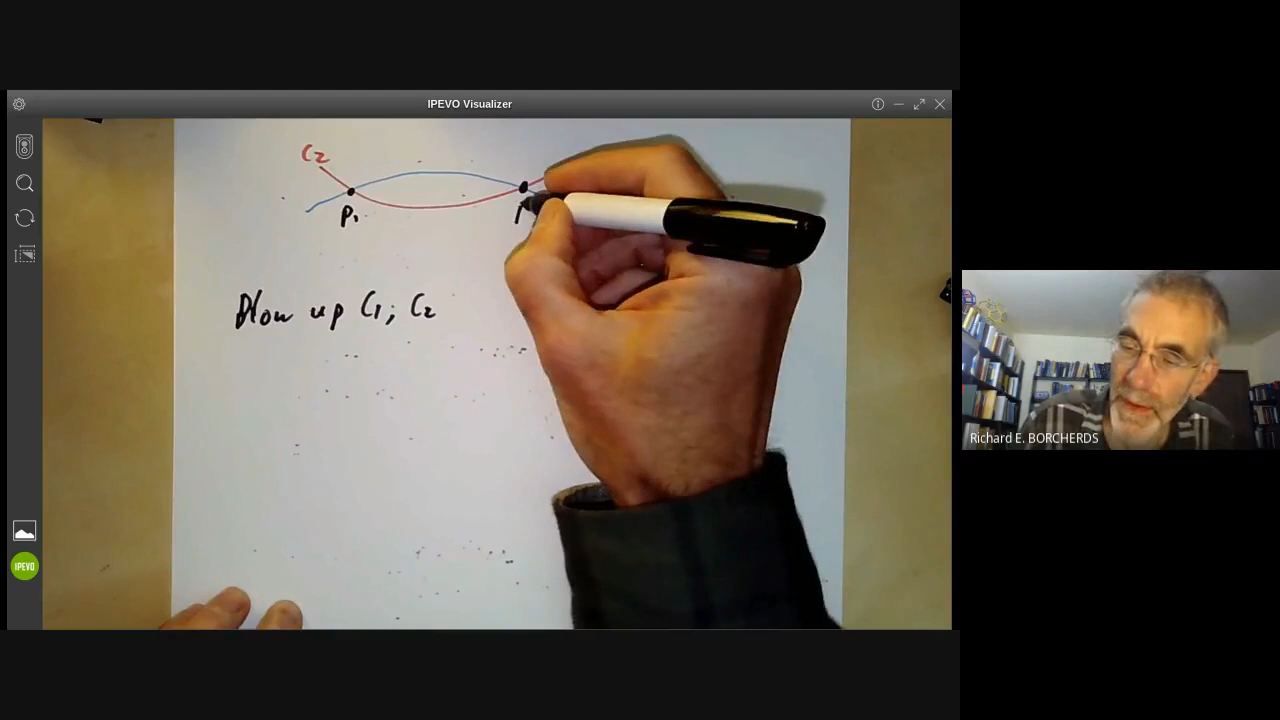 IPEVO Visualizer
C2
P1
Blow up C1; C2
Richard E. BORCHERDS
IPEVO